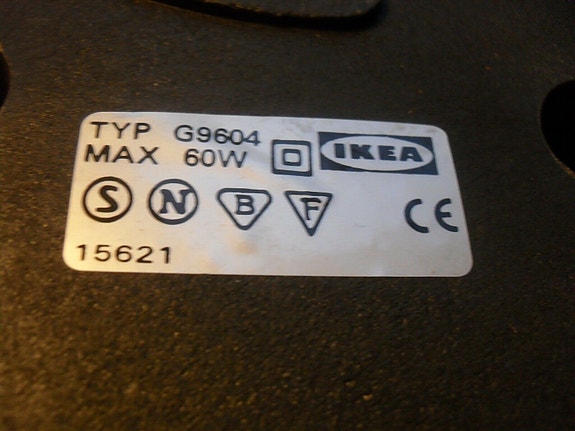 TYP G9604
MAX 60W
IKEA
S N B F CE
15621